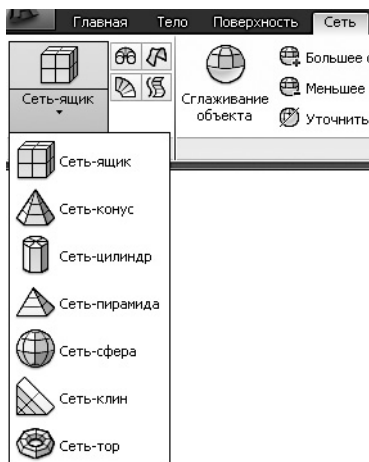 Главная Тело Поверхность Сеть
Сеть-ящик
Сглаживание объекта
Большее
Меньшее
Уточнить
Сеть-ящик
Сеть-конус
Сеть-цилиндр
Сеть-пирамида
Сеть-сфера
Сеть-клин
Сеть-тор